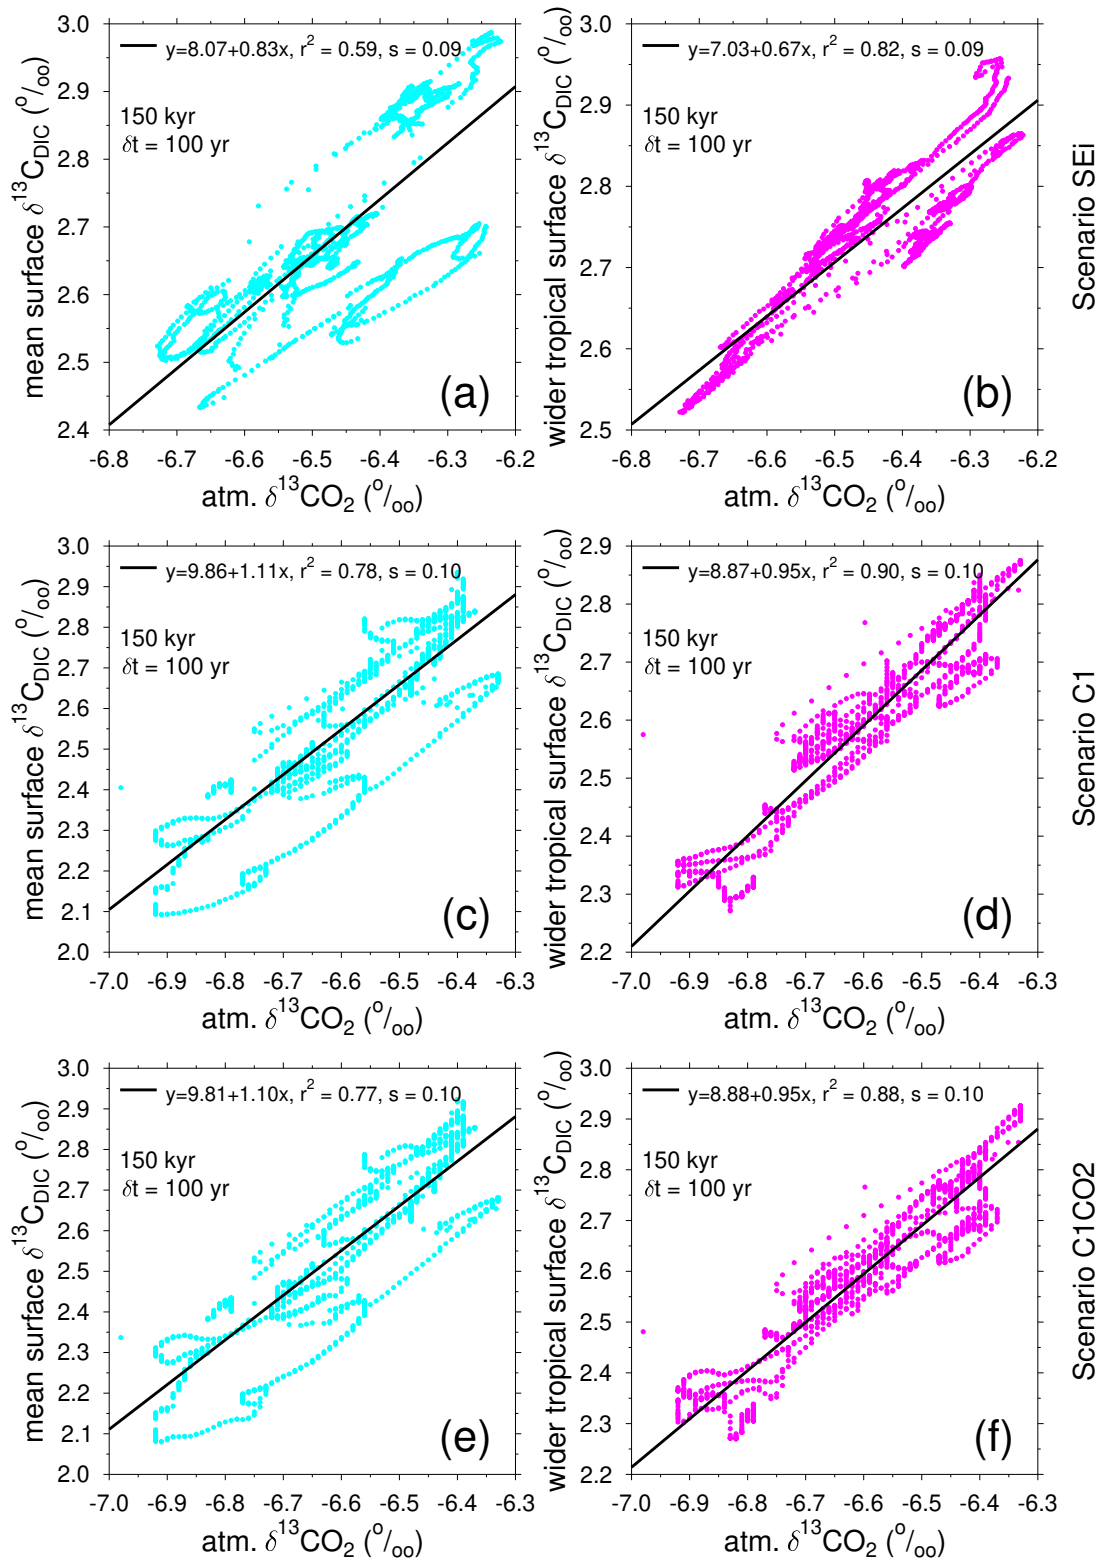 y=8.07+0.83x, r² = 0.59, s = 0.09
150 kyr
δt = 100 yr
(a)
mean surface δ¹³C_DIC (°/oo)
3.0
2.9
2.8
2.7
2.6
2.5
2.4
-6.8 -6.7 -6.6 -6.5 -6.4 -6.3 -6.2
atm. δ¹³CO₂ (°/oo)
y=7.03+0.67x, r² = 0.82, s = 0.09
150 kyr
δt = 100 yr
(b)
wider tropical surface δ¹³C_DIC (°/oo)
3.0
2.9
2.8
2.7
2.6
2.5
-6.8 -6.7 -6.6 -6.5 -6.4 -6.3 -6.2
atm. δ¹³CO₂ (°/oo)
Scenario SEi
y=9.86+1.11x, r² = 0.78, s = 0.10
150 kyr
δt = 100 yr
(c)
mean surface δ¹³C_DIC (°/oo)
3.0
2.9
2.8
2.7
2.6
2.5
2.4
2.3
2.2
2.1
2.0
-7.0 -6.9 -6.8 -6.7 -6.6 -6.5 -6.4 -6.3
atm. δ¹³CO₂ (°/oo)
y=8.87+0.95x, r² = 0.90, s = 0.10
150 kyr
δt = 100 yr
(d)
wider tropical surface δ¹³C_DIC (°/oo)
2.9
2.8
2.7
2.6
2.5
2.4
2.3
2.2
-7.0 -6.9 -6.8 -6.7 -6.6 -6.5 -6.4 -6.3
atm. δ¹³CO₂ (°/oo)
Scenario C1
y=9.81+1.10x, r² = 0.77, s = 0.10
150 kyr
δt = 100 yr
(e)
mean surface δ¹³C_DIC (°/oo)
3.0
2.9
2.8
2.7
2.6
2.5
2.4
2.3
2.2
2.1
2.0
-7.0 -6.9 -6.8 -6.7 -6.6 -6.5 -6.4 -6.3
atm. δ¹³CO₂ (°/oo)
y=8.88+0.95x, r² = 0.88, s = 0.10
150 kyr
δt = 100 yr
(f)
wider tropical surface δ¹³C_DIC (°/oo)
3.0
2.9
2.8
2.7
2.6
2.5
2.4
2.3
2.2
-7.0 -6.9 -6.8 -6.7 -6.6 -6.5 -6.4 -6.3
atm. δ¹³CO₂ (°/oo)
Scenario C1CO2